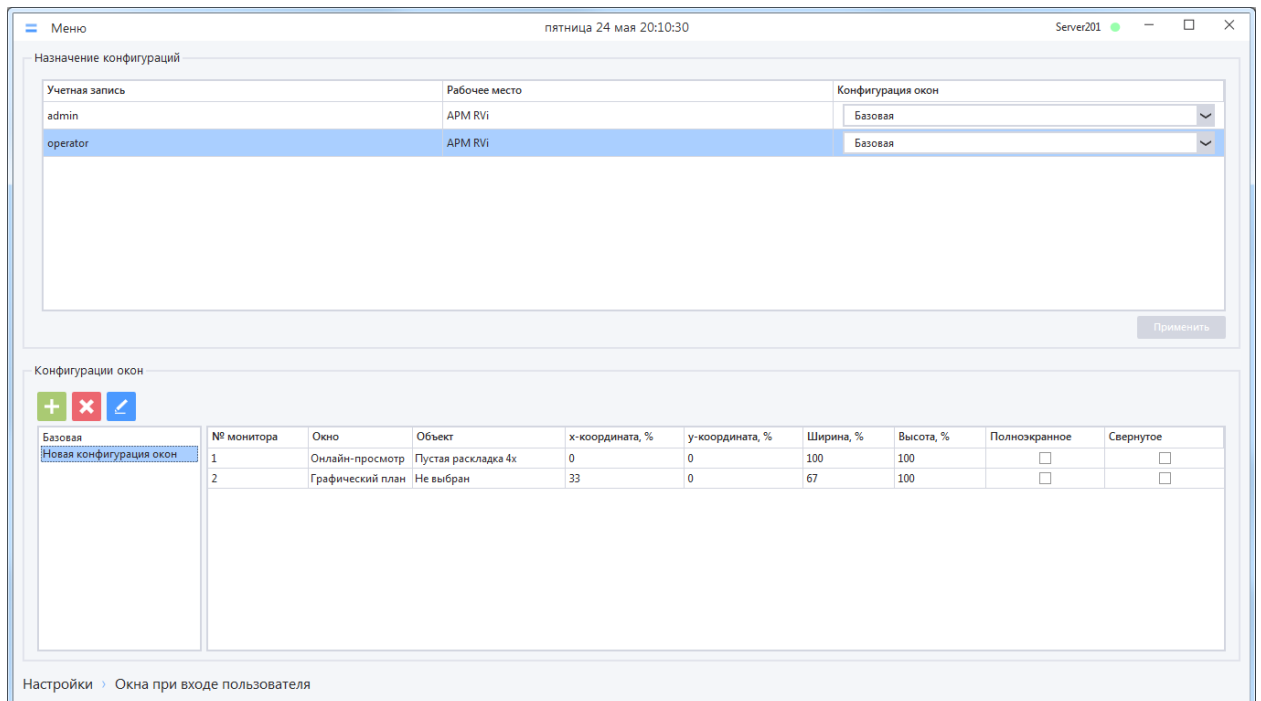 Меню пятница 24 мая 20:10:30 Server201
Назначение конфигураций
Учетная запись Рабочее место Конфигурация окон
admin АРМ RVi Базовая
operator АРМ RVi Базовая
Применить
Конфигурации окон
Базовая
Новая конфигурация окон
№ монитора Окно Объект x-координата, % y-координата, % Ширина, % Высота, % Полноэкранное Свернутое
1 Онлайн-просмотр Пустая раскладка 4x 0 0 100 100
2 Графический план Не выбран 33 0 67 100
Настройки › Окна при входе пользователя